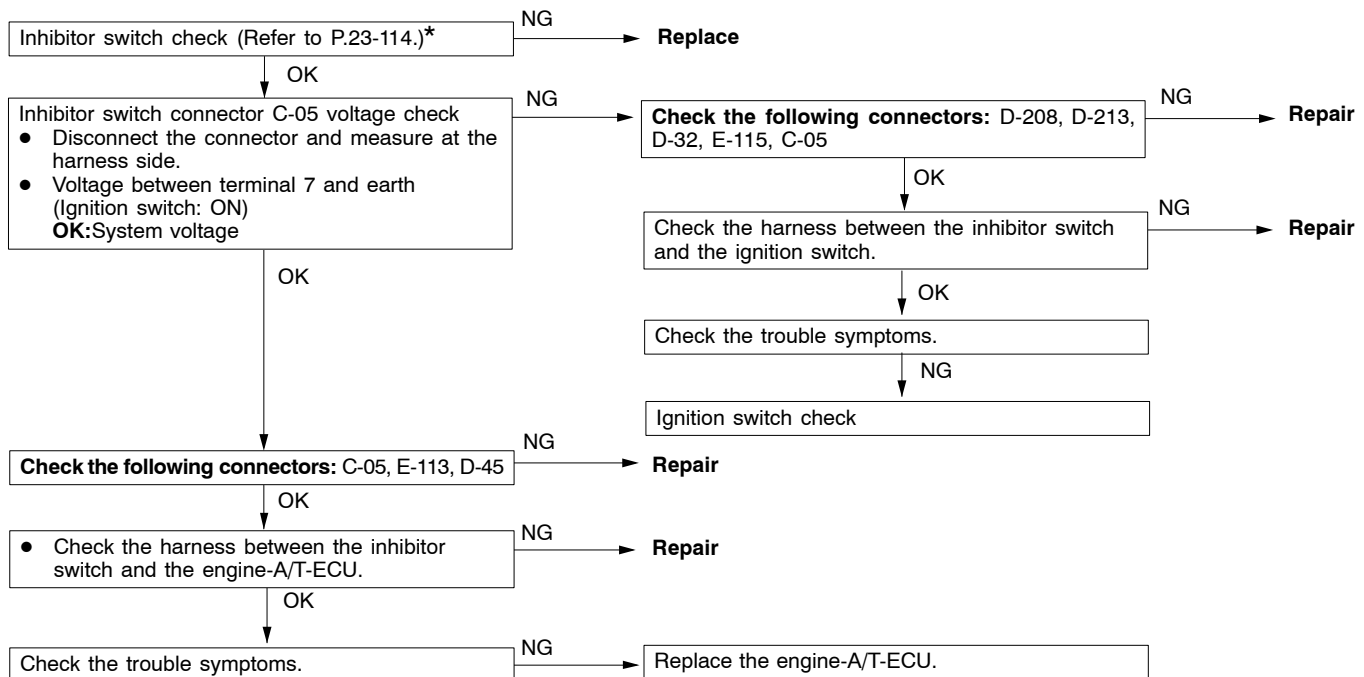 Inhibitor switch check (Refer to P.23-114.)*
NG
Replace
OK
Inhibitor switch connector C-05 voltage check
● Disconnect the connector and measure at the
harness side.
● Voltage between terminal 7 and earth
(Ignition switch: ON)
OK:System voltage
NG
Check the following connectors: D-208, D-213,
D-32, E-115, C-05
NG
Repair
OK
Check the harness between the inhibitor switch
and the ignition switch.
NG
Repair
OK
Check the trouble symptoms.
NG
Ignition switch check
OK
Check the following connectors: C-05, E-113, D-45
NG
Repair
OK
● Check the harness between the inhibitor
switch and the engine-A/T-ECU.
NG
Repair
OK
Check the trouble symptoms.
NG
Replace the engine-A/T-ECU.